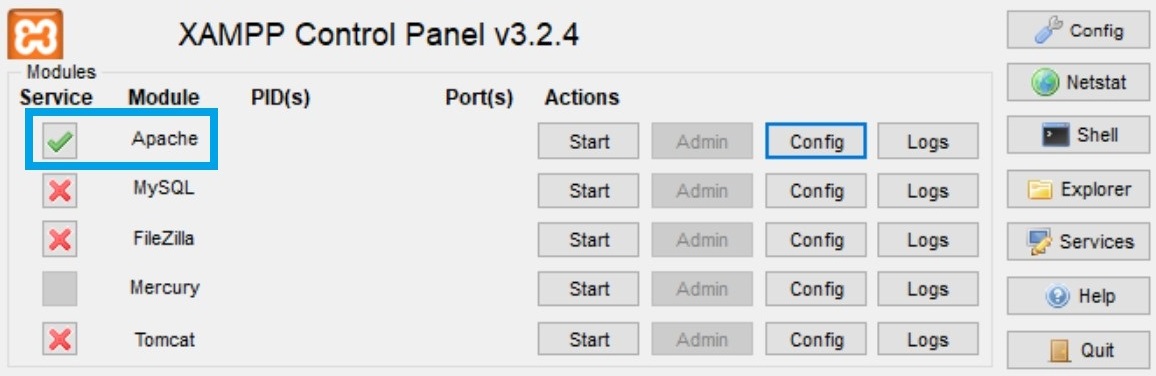 XAMPP Control Panel v3.2.4
Modules
Service Module PID(s) Port(s) Actions
Apache Start Admin Config Logs
MySQL Start Admin Config Logs
FileZilla Start Admin Config Logs
Mercury Start Admin Config Logs
Tomcat Start Admin Config Logs
Config
Netstat
Shell
Explorer
Services
Help
Quit